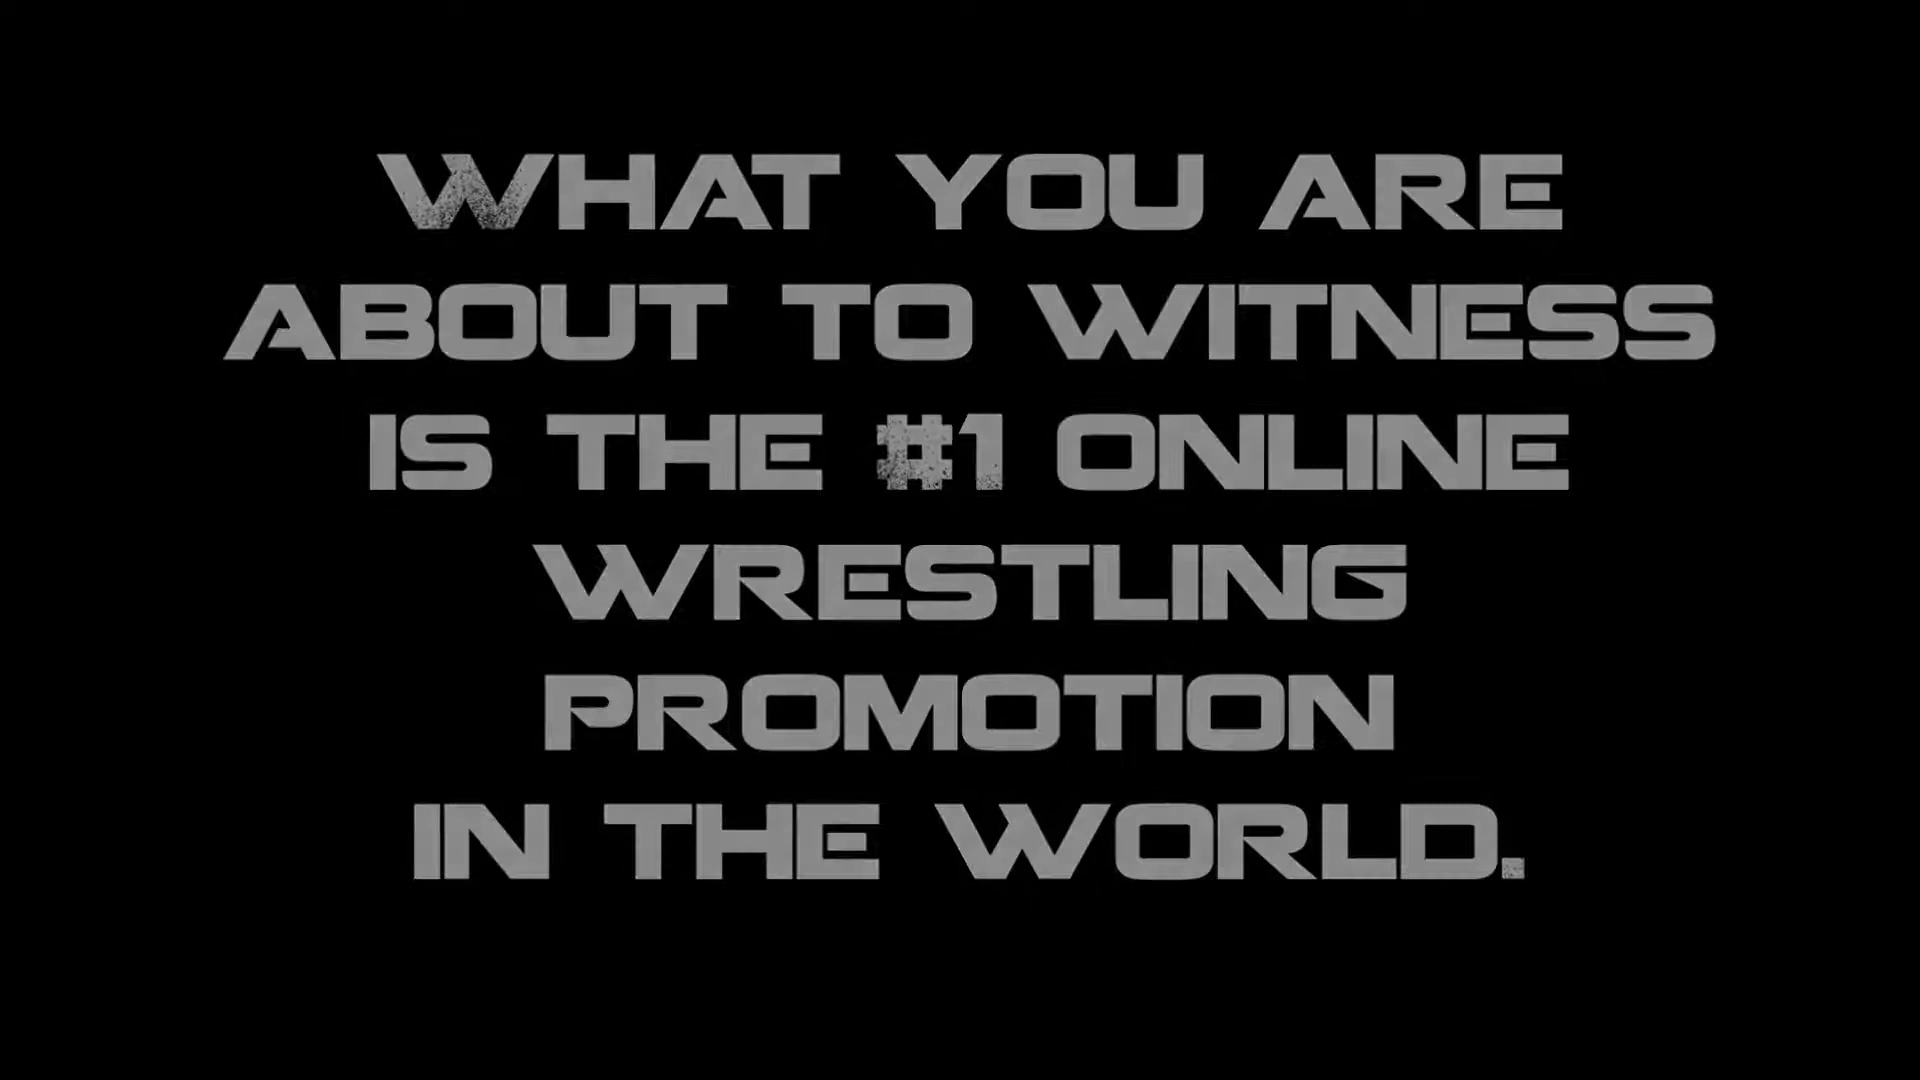 WHAT YOU ARE
ABOUT TO WITNESS
IS THE #1 ONLINE
WRESTLING
PROMOTION
IN THE WORLD.